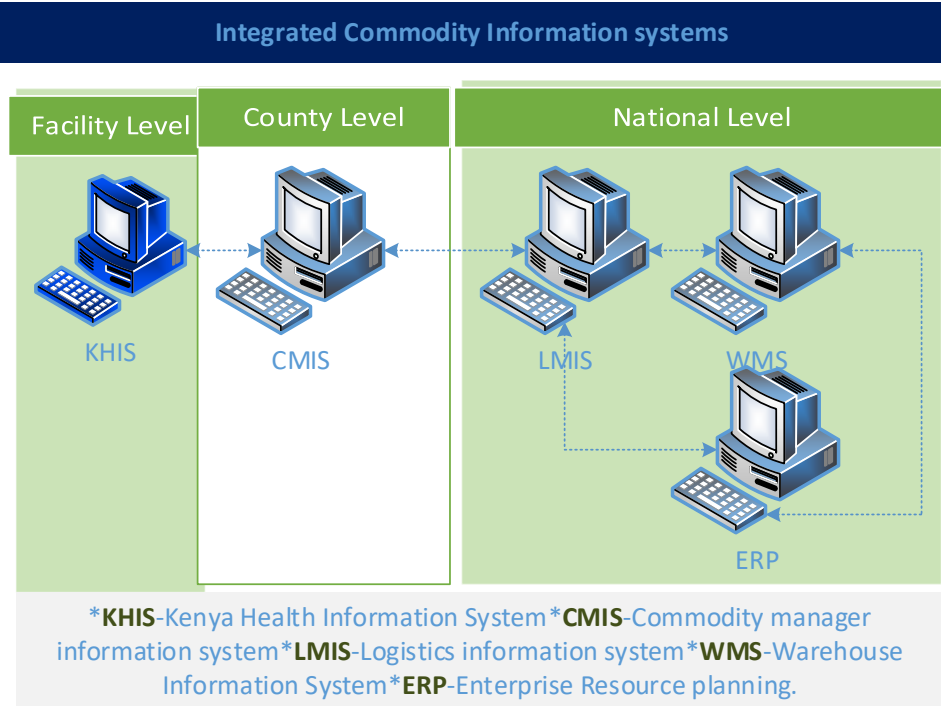 Integrated Commodity Information systems
Facility Level
County Level
National Level
KHIS
CMIS
LMIS
WMS
ERP
*KHIS-Kenya Health Information System*CMIS-Commodity manager
information system*LMIS-Logistics information system*WMS-Warehouse
Information System*ERP-Enterprise Resource planning.